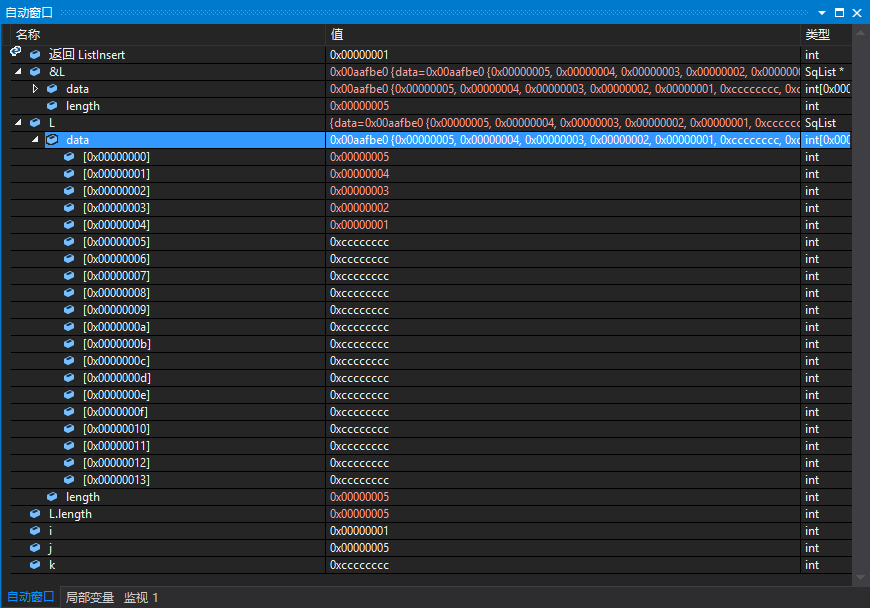 自动窗口
名称 值 类型
返回 ListInsert 0x00000001 int
&L 0x00aafbe0 {data=0x00aafbe0 {0x00000005, 0x00000004, 0x00000003, 0x00000002, 0x0000000 SqList *
data 0x00aafbe0 {0x00000005, 0x00000004, 0x00000003, 0x00000002, 0x00000001, 0xcccccccc, 0xc int[0x000
length 0x00000005 int
L {data=0x00aafbe0 {0x00000005, 0x00000004, 0x00000003, 0x00000002, 0x00000001, 0xcccccc SqList
data 0x00aafbe0 {0x00000005, 0x00000004, 0x00000003, 0x00000002, 0x00000001, 0xcccccccc, 0xc int[0x000
[0x00000000] 0x00000005 int
[0x00000001] 0x00000004 int
[0x00000002] 0x00000003 int
[0x00000003] 0x00000002 int
[0x00000004] 0x00000001 int
[0x00000005] 0xcccccccc int
[0x00000006] 0xcccccccc int
[0x00000007] 0xcccccccc int
[0x00000008] 0xcccccccc int
[0x00000009] 0xcccccccc int
[0x0000000a] 0xcccccccc int
[0x0000000b] 0xcccccccc int
[0x0000000c] 0xcccccccc int
[0x0000000d] 0xcccccccc int
[0x0000000e] 0xcccccccc int
[0x0000000f] 0xcccccccc int
[0x00000010] 0xcccccccc int
[0x00000011] 0xcccccccc int
[0x00000012] 0xcccccccc int
[0x00000013] 0xcccccccc int
length 0x00000005 int
L.length 0x00000005 int
i 0x00000001 int
j 0x00000005 int
k 0xcccccccc int
自动窗口 局部变量 监视 1